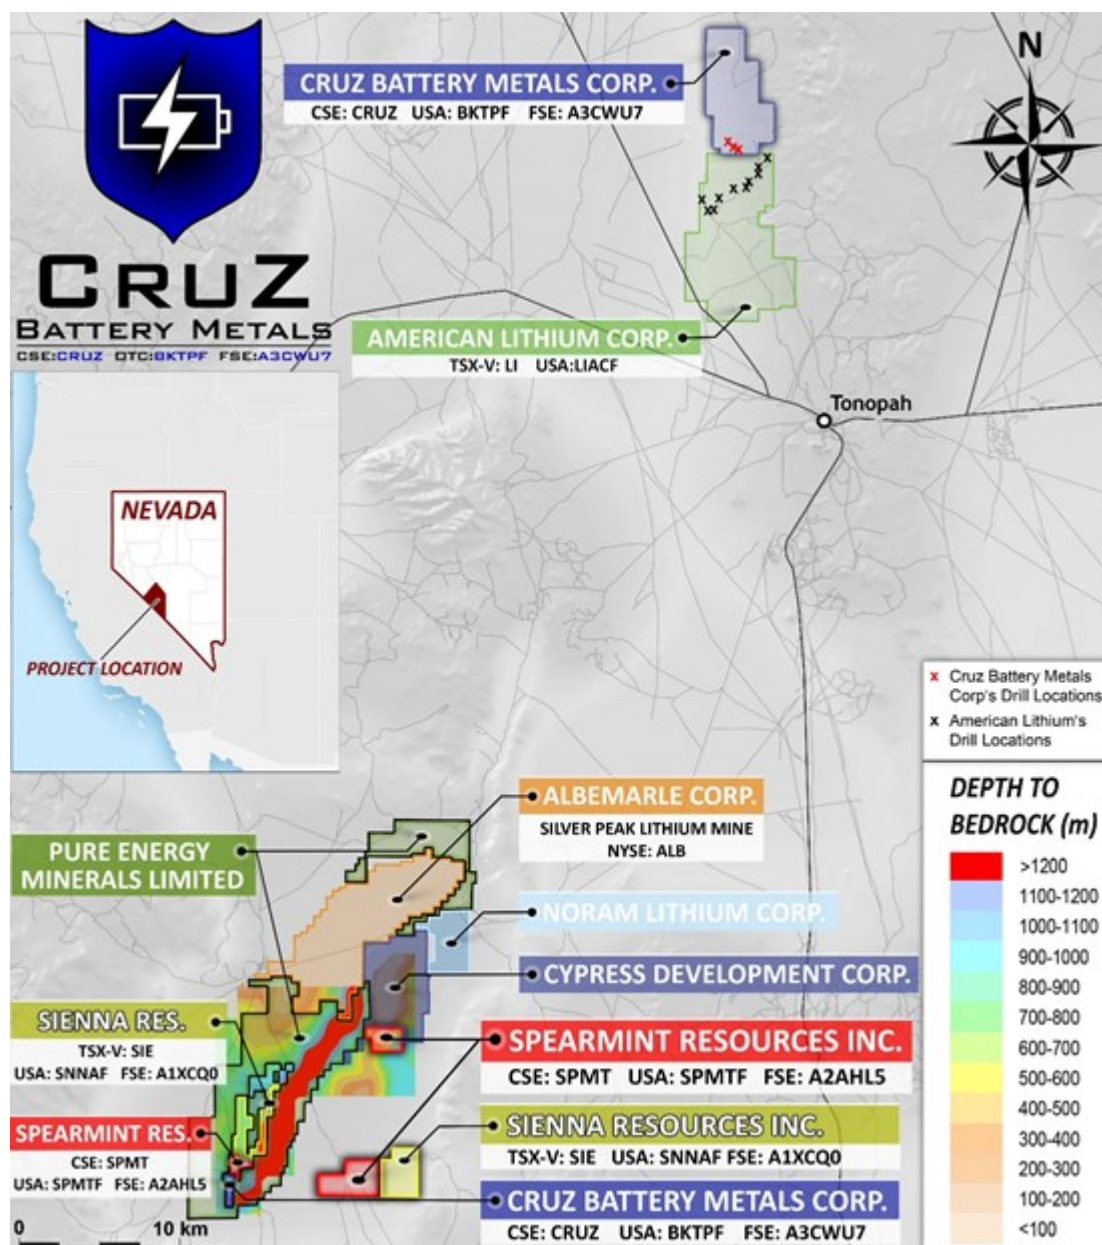 CRUZ
BATTERY METALS
CSE:CRUZ OTC:BKTPF FSE:A3CWU7
CRUZ BATTERY METALS CORP.
CSE: CRUZ USA: BKTPF FSE: A3CWU7
N
AMERICAN LITHIUM CORP.
TSX-V: LI USA:LIACF
Tonopah
NEVADA
PROJECT LOCATION
x Cruz Battery Metals
Corp's Drill Locations
x American Lithium's
Drill Locations
DEPTH TO
BEDROCK (m)
>1200
1100-1200
1000-1100
900-1000
800-900
700-800
600-700
500-600
400-500
300-400
200-300
100-200
<100
ALBEMARLE CORP.
SILVER PEAK LITHIUM MINE
NYSE: ALB
PURE ENERGY
MINERALS LIMITED
NORAM LITHIUM CORP.
CYPRESS DEVELOPMENT CORP.
SIENNA RES.
TSX-V: SIE
USA: SNNAF FSE: A1XCQ0
SPEARMINT RESOURCES INC.
CSE: SPMT USA: SPMTF FSE: A2AHL5
SPEARMINT RES.
CSE: SPMT
USA: SPMTF FSE: A2AHL5
SIENNA RESOURCES INC.
TSX-V: SIE USA: SNNAF FSE: A1XCQ0
CRUZ BATTERY METALS CORP.
CSE: CRUZ USA: BKTPF FSE: A3CWU7
0 10 km